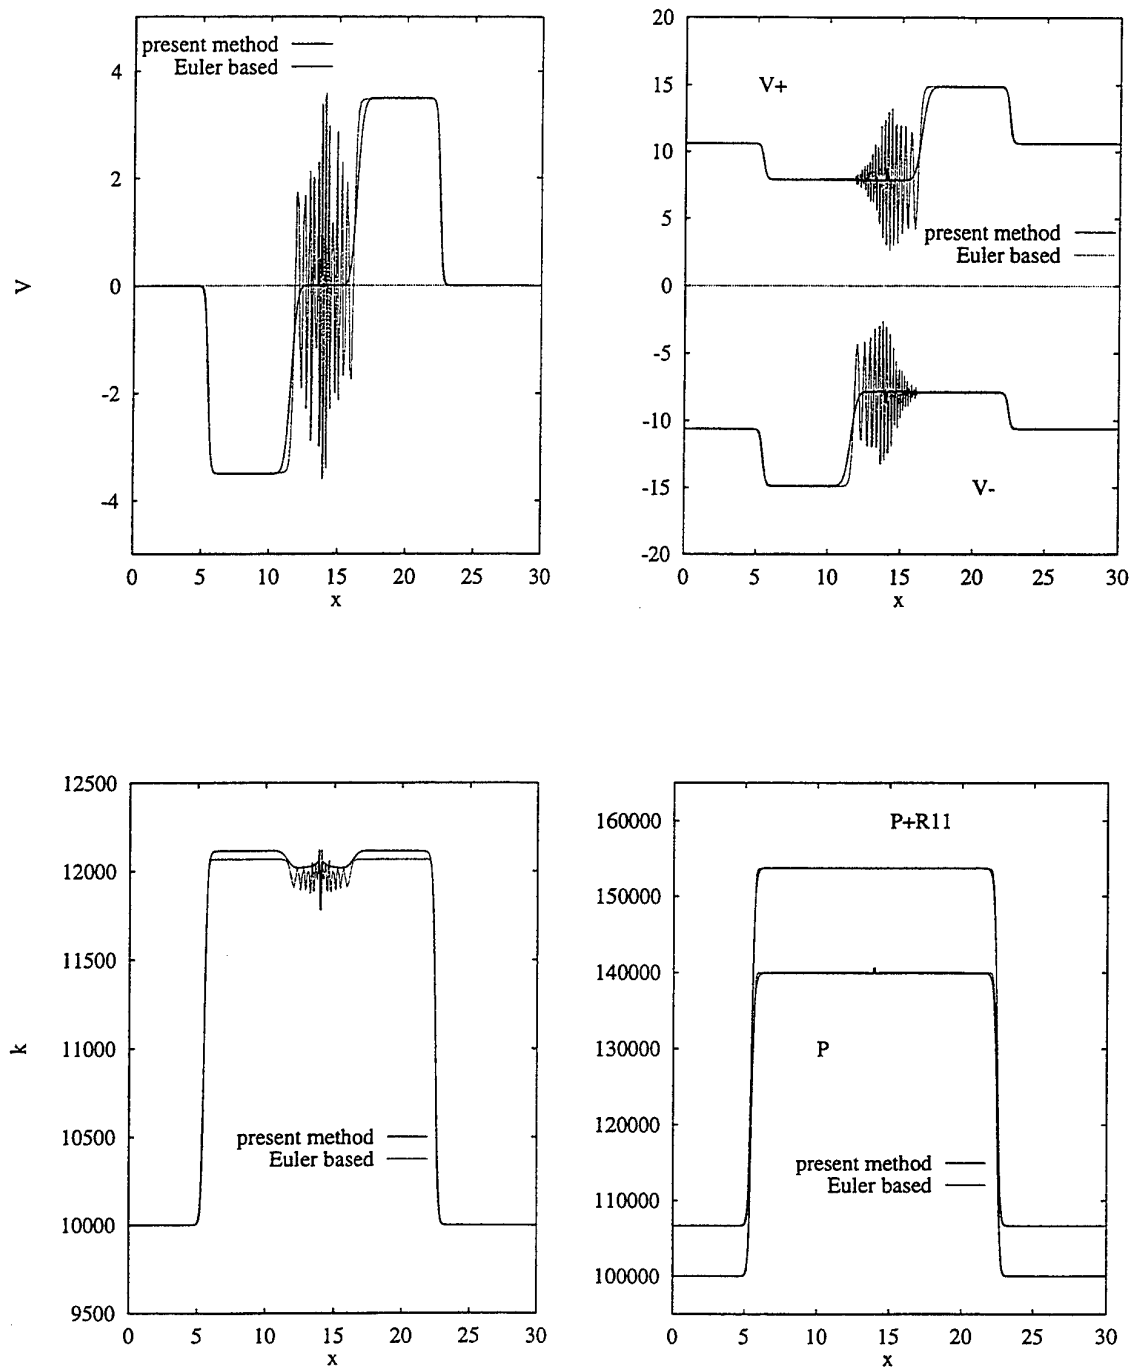 present method
Euler based
4
2
0
-2
-4
V
0 5 10 15 20 25 30
x
20
15
10
5
0
-5
-10
-15
-20
V+
present method
Euler based
V-
0 5 10 15 20 25 30
x
12500
12000
11500
11000
10500
10000
9500
k
present method
Euler based
0 5 10 15 20 25 30
x
160000
150000
140000
130000
120000
110000
100000
P+R11
P
present method
Euler based
0 5 10 15 20 25 30
x